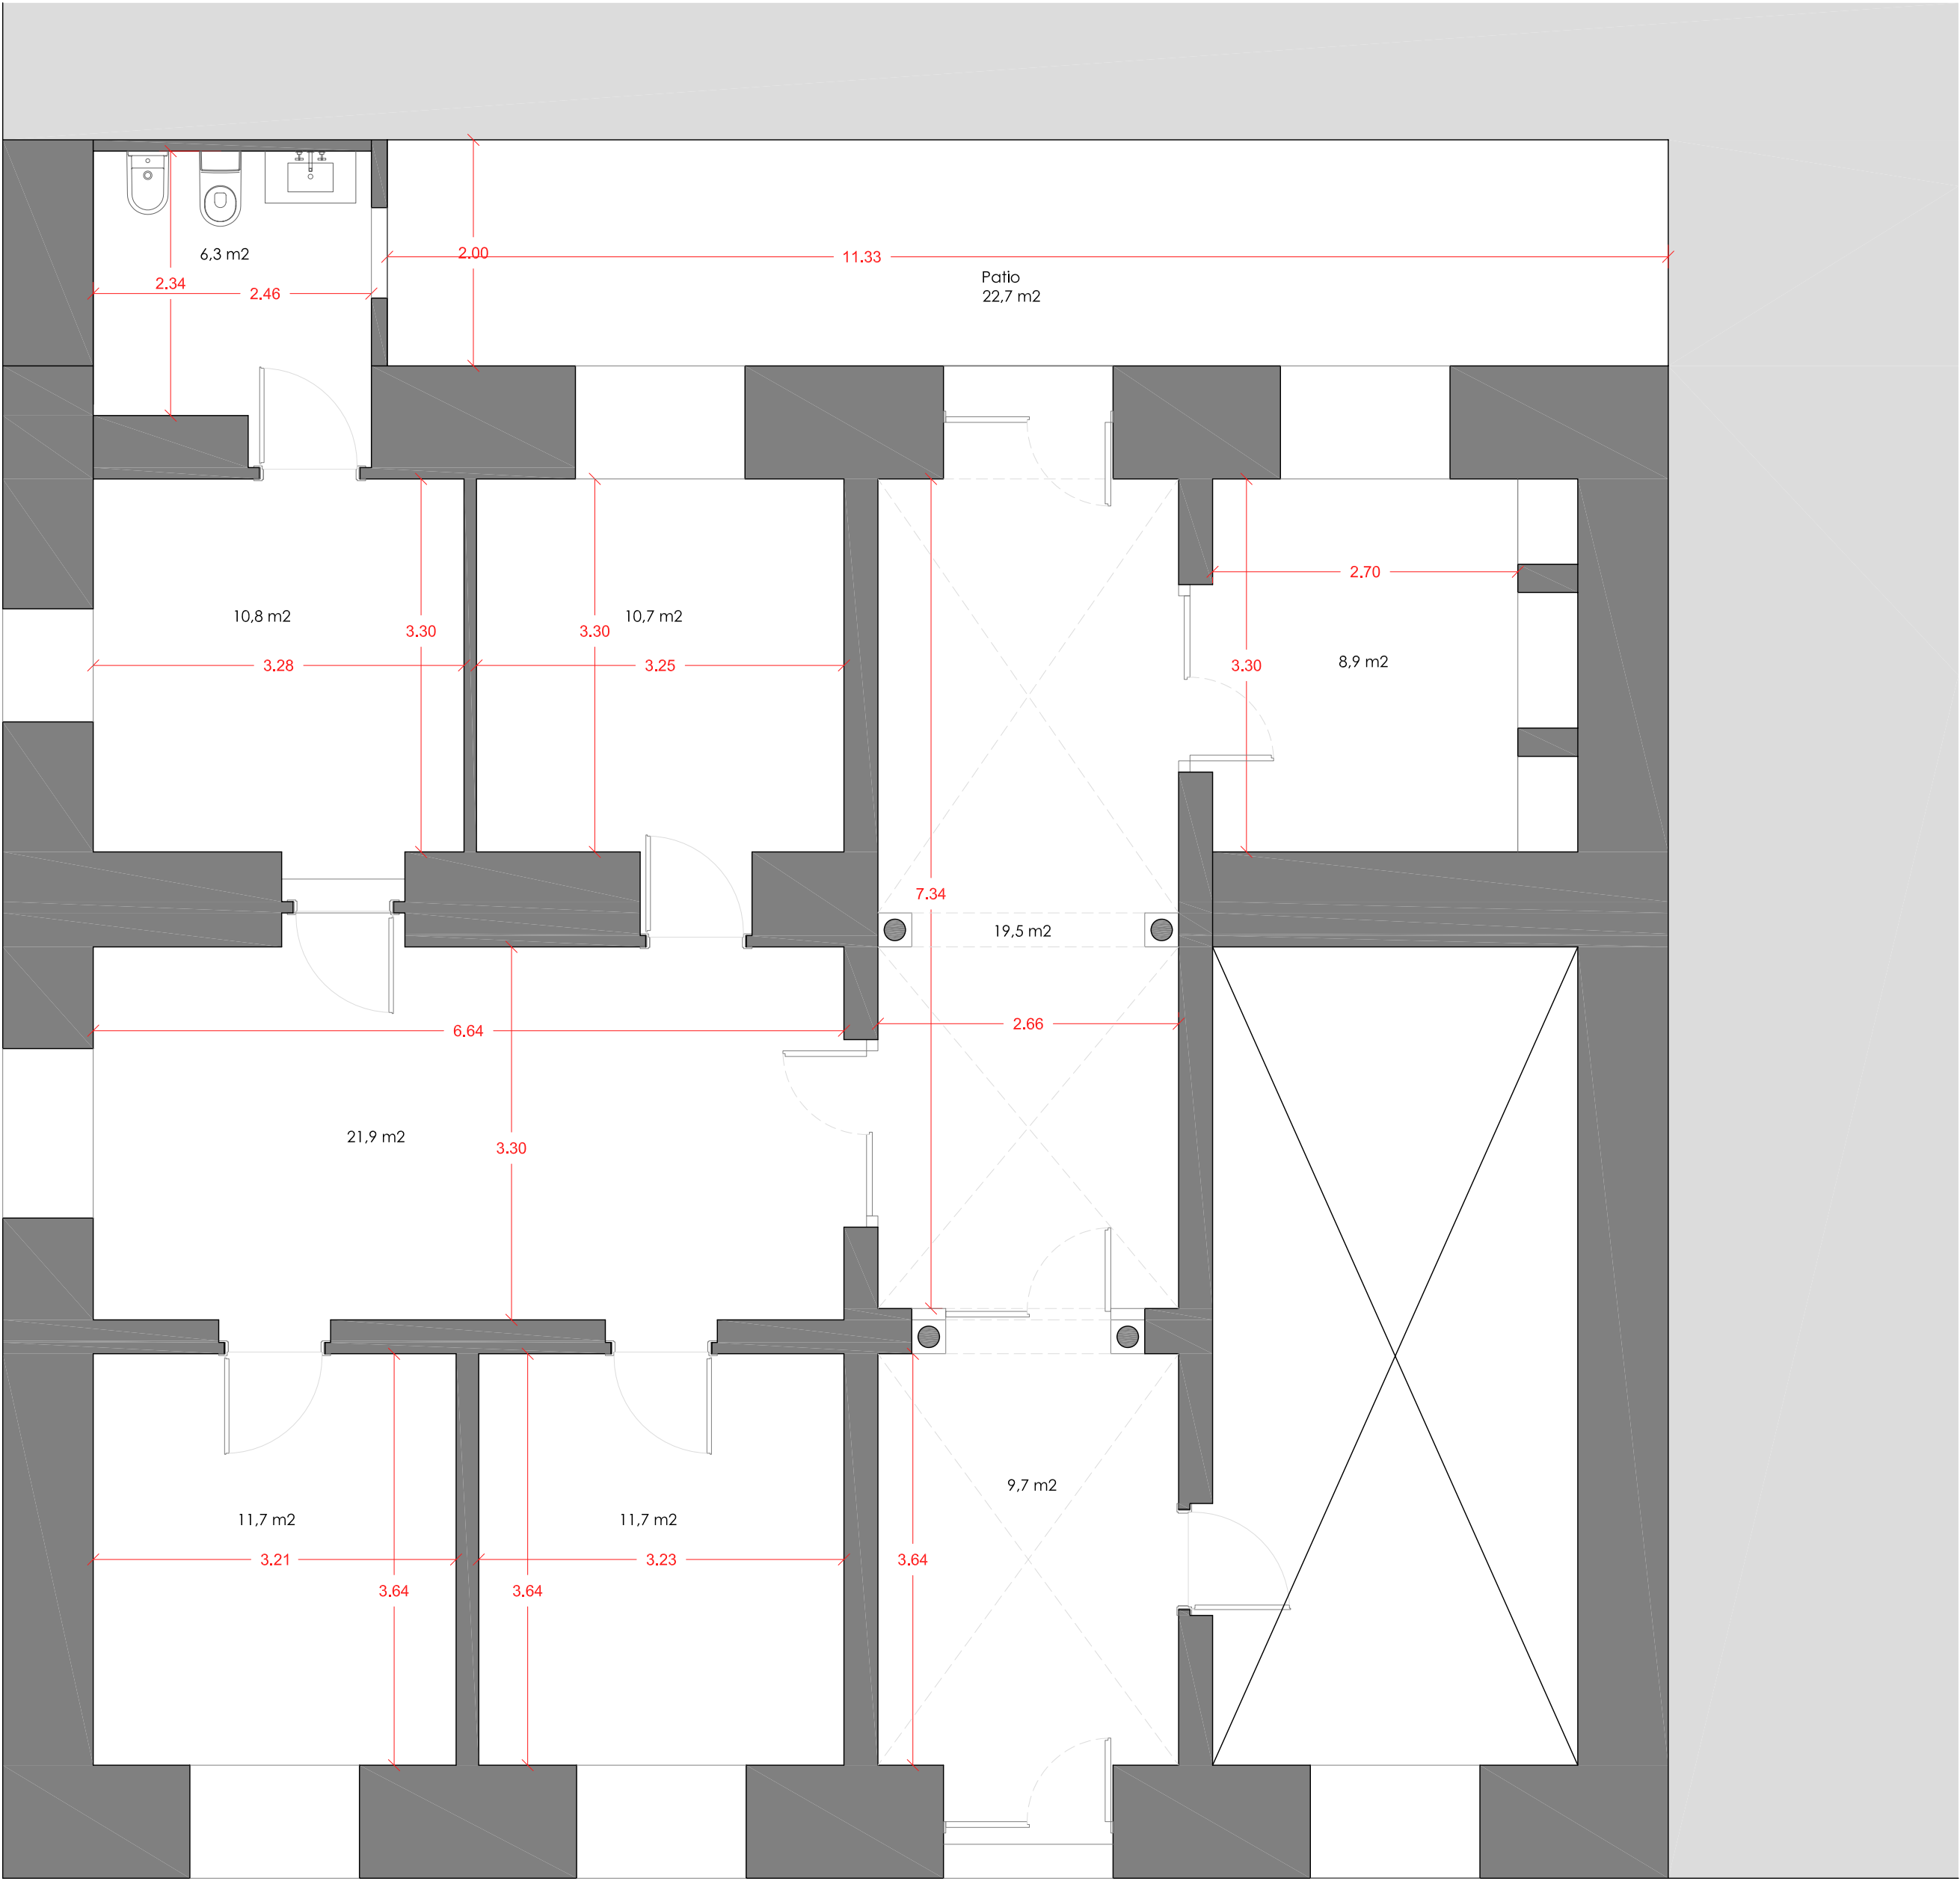 6,3 m2
2.00
11.33
2.34
2.46
Patio
22,7 m2
2.70
10,8 m2
3.30
3.30
10,7 m2
3.28
3.25
3.30
8,9 m2
7.34
19,5 m2
6.64
2.66
21,9 m2
3.30
9,7 m2
11,7 m2
11,7 m2
3.21
3.23
3.64
3.64
3.64